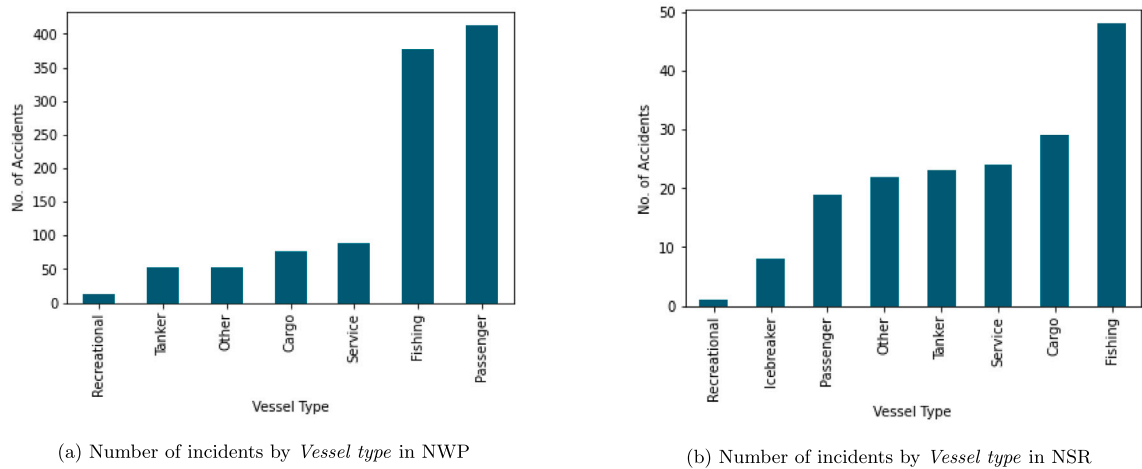 400
350
300
250
200
150
100
50
0
No. of Accidents
Recreational
Tanker
Other
Cargo
Service
Fishing
Passenger
Vessel Type
(a) Number of incidents by Vessel type in NWP
50
40
30
20
10
0
No. of Accidents
Recreational
Icebreaker
Passenger
Other
Tanker
Service
Cargo
Fishing
Vessel Type
(b) Number of incidents by Vessel type in NSR